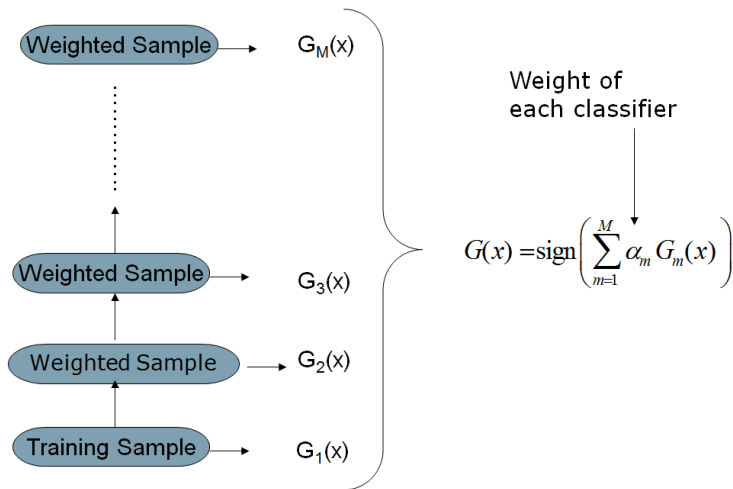 Weighted Sample
G_M(x)
Weight of
each classifier
G(x) = sign( \sum_{m=1}^{M} α_m G_m(x) )
Weighted Sample
G_3(x)
Weighted Sample
G_2(x)
Training Sample
G_1(x)